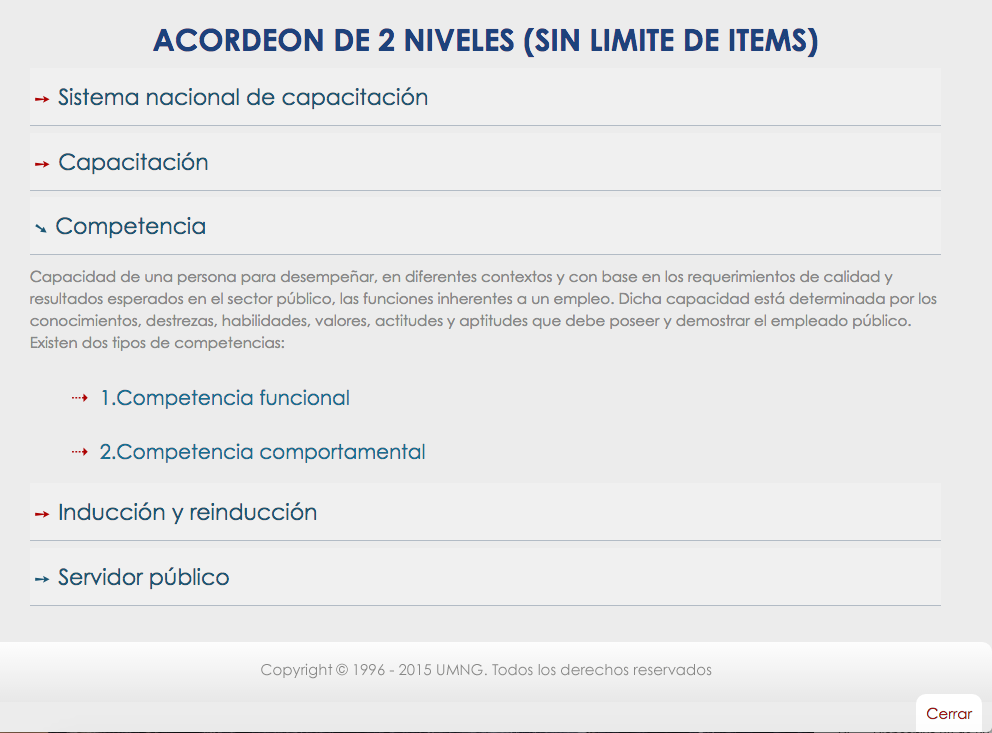 ACORDEON DE 2 NIVELES (SIN LIMITE DE ITEMS)
Sistema nacional de capacitación
Capacitación
Competencia
Capacidad de una persona para desempeñar, en diferentes contextos y con base en los requerimientos de calidad y
resultados esperados en el sector público, las funciones inherentes a un empleo. Dicha capacidad está determinada por los
conocimientos, destrezas, habilidades, valores, actitudes y aptitudes que debe poseer y demostrar el empleado público.
Existen dos tipos de competencias:
1.Competencia funcional
2.Competencia comportamental
Inducción y reinducción
Servidor público
Copyright © 1996 - 2015 UMNG. Todos los derechos reservados
Cerrar